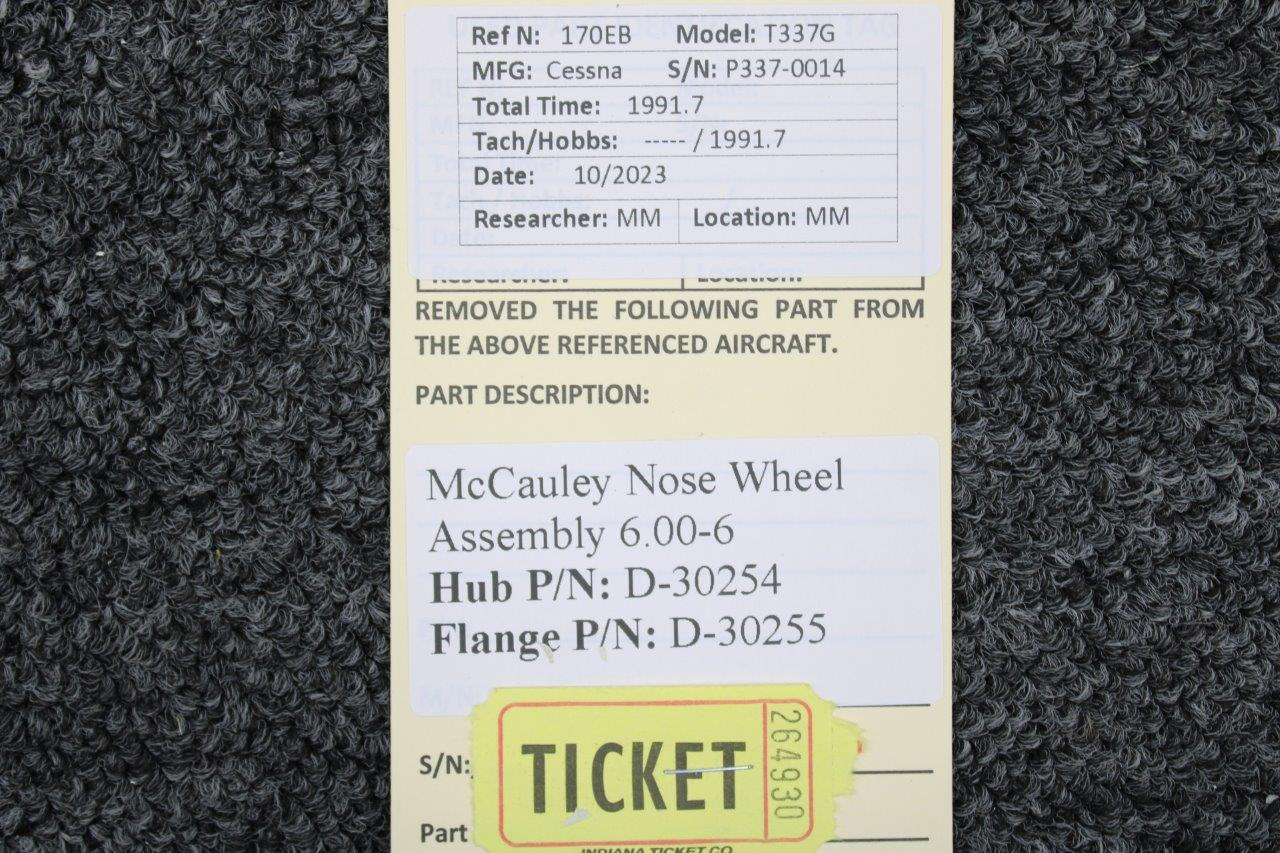 Ref N: 170EB Model: T337G
MFG: Cessna S/N: P337-0014
Total Time: 1991.7
Tach/Hobbs: ----- / 1991.7
Date: 10/2023
Researcher: MM Location: MM
Researcher: Location:
REMOVED THE FOLLOWING PART FROM
THE ABOVE REFERENCED AIRCRAFT.
PART DESCRIPTION:
McCauley Nose Wheel
Assembly 6.00-6
Hub P/N: D-30254
Flange P/N: D-30255
M/N
S/N:
TICKET 264930
Part
INDIANA TICKET CO.